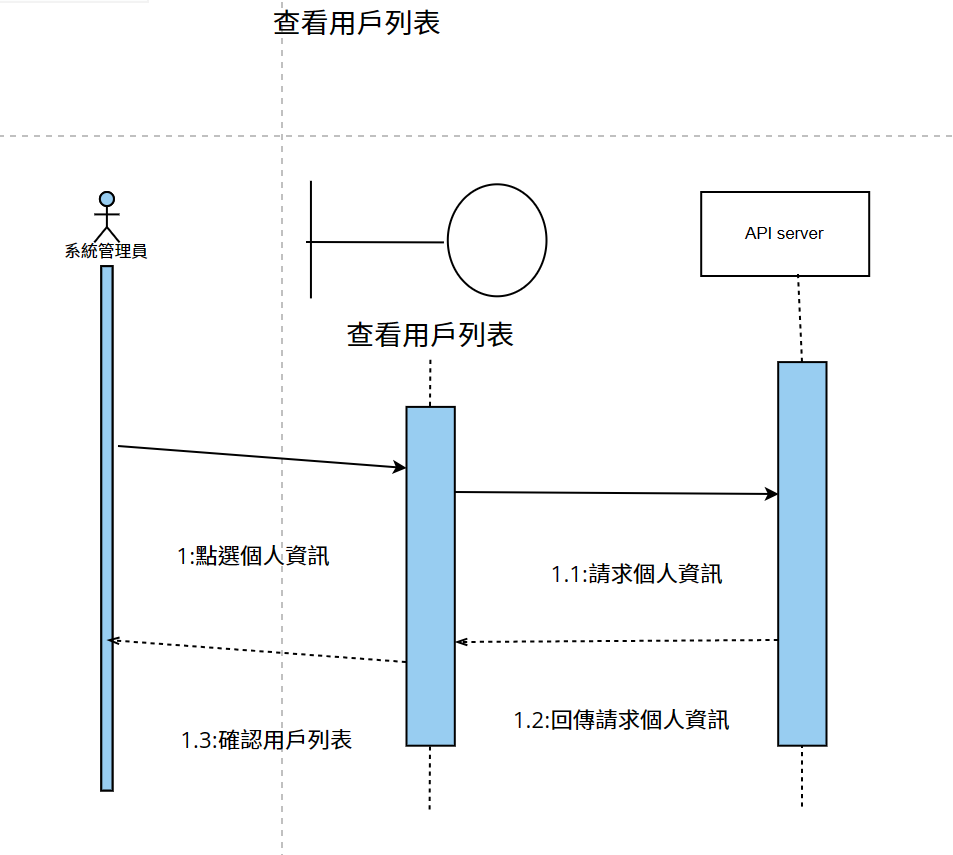 查看用戶列表
系統管理員
API server
查看用戶列表
1:點選個人資訊
1.1:請求個人資訊
1.2:回傳請求個人資訊
1.3:確認用戶列表